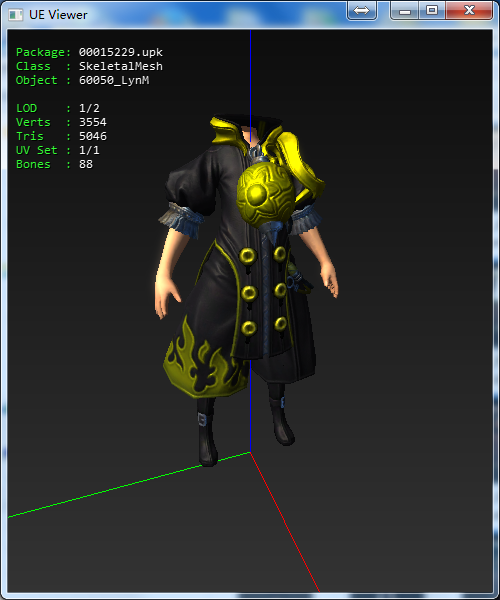 UE Viewer
Package: 00015229.upk
Class : SkeletalMesh
Object : 60050_LynM
LOD : 1/2
Verts : 3554
Tris : 5046
UV Set : 1/1
Bones : 88